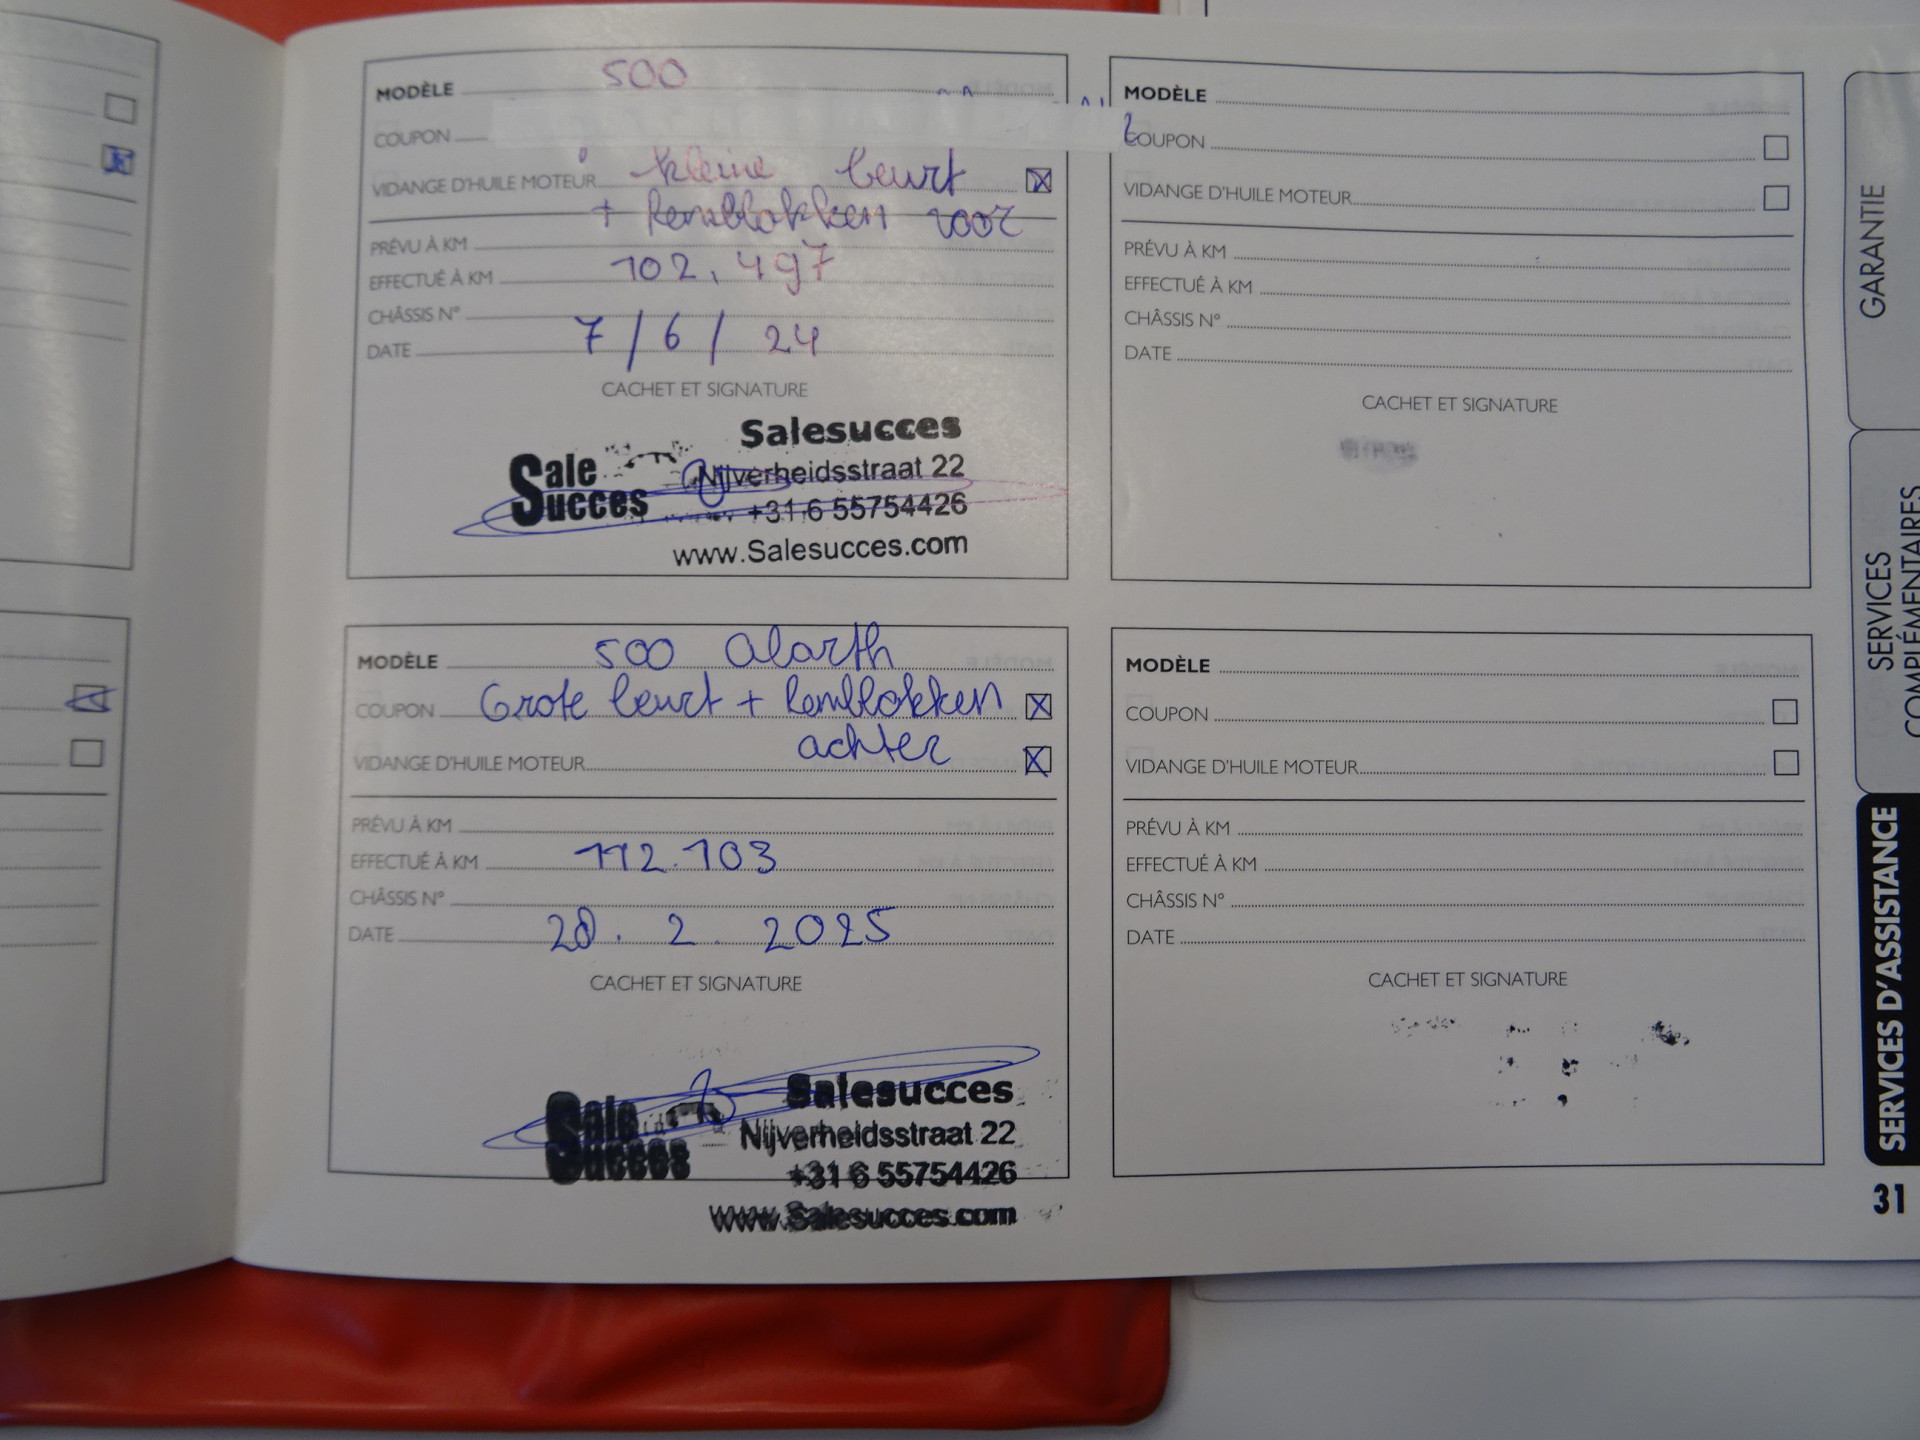 MODÈLE 500
COUPON
VIDANGE D'HUILE MOTEUR kleine beurt
+ Remblokken voor
PRÉVU À KM
EFFECTUÉ À KM 102.497
CHÂSSIS N°
DATE 7/6/24
CACHET ET SIGNATURE
Sale Succes
Salesucces
Nijverheidsstraat 22
+31 6 55754426
www.Salesucces.com
MODÈLE 500 Abarth
COUPON Grote beurt + Remblokken
achter
VIDANGE D'HUILE MOTEUR
PRÉVU À KM
EFFECTUÉ À KM 112.103
CHÂSSIS N°
DATE 20. 2. 2025
CACHET ET SIGNATURE
Sale Succes
Salesucces
Nijverheidsstraat 22
+31 6 55754426
www.Salesucces.com
MODÈLE
COUPON
VIDANGE D'HUILE MOTEUR
PRÉVU À KM
EFFECTUÉ À KM
CHÂSSIS N°
DATE
CACHET ET SIGNATURE
MODÈLE
COUPON
VIDANGE D'HUILE MOTEUR
PRÉVU À KM
EFFECTUÉ À KM
CHÂSSIS N°
DATE
CACHET ET SIGNATURE
GARANTIE
SERVICES
COMPLÉMENTAIRES
SERVICES D'ASSISTANCE
31